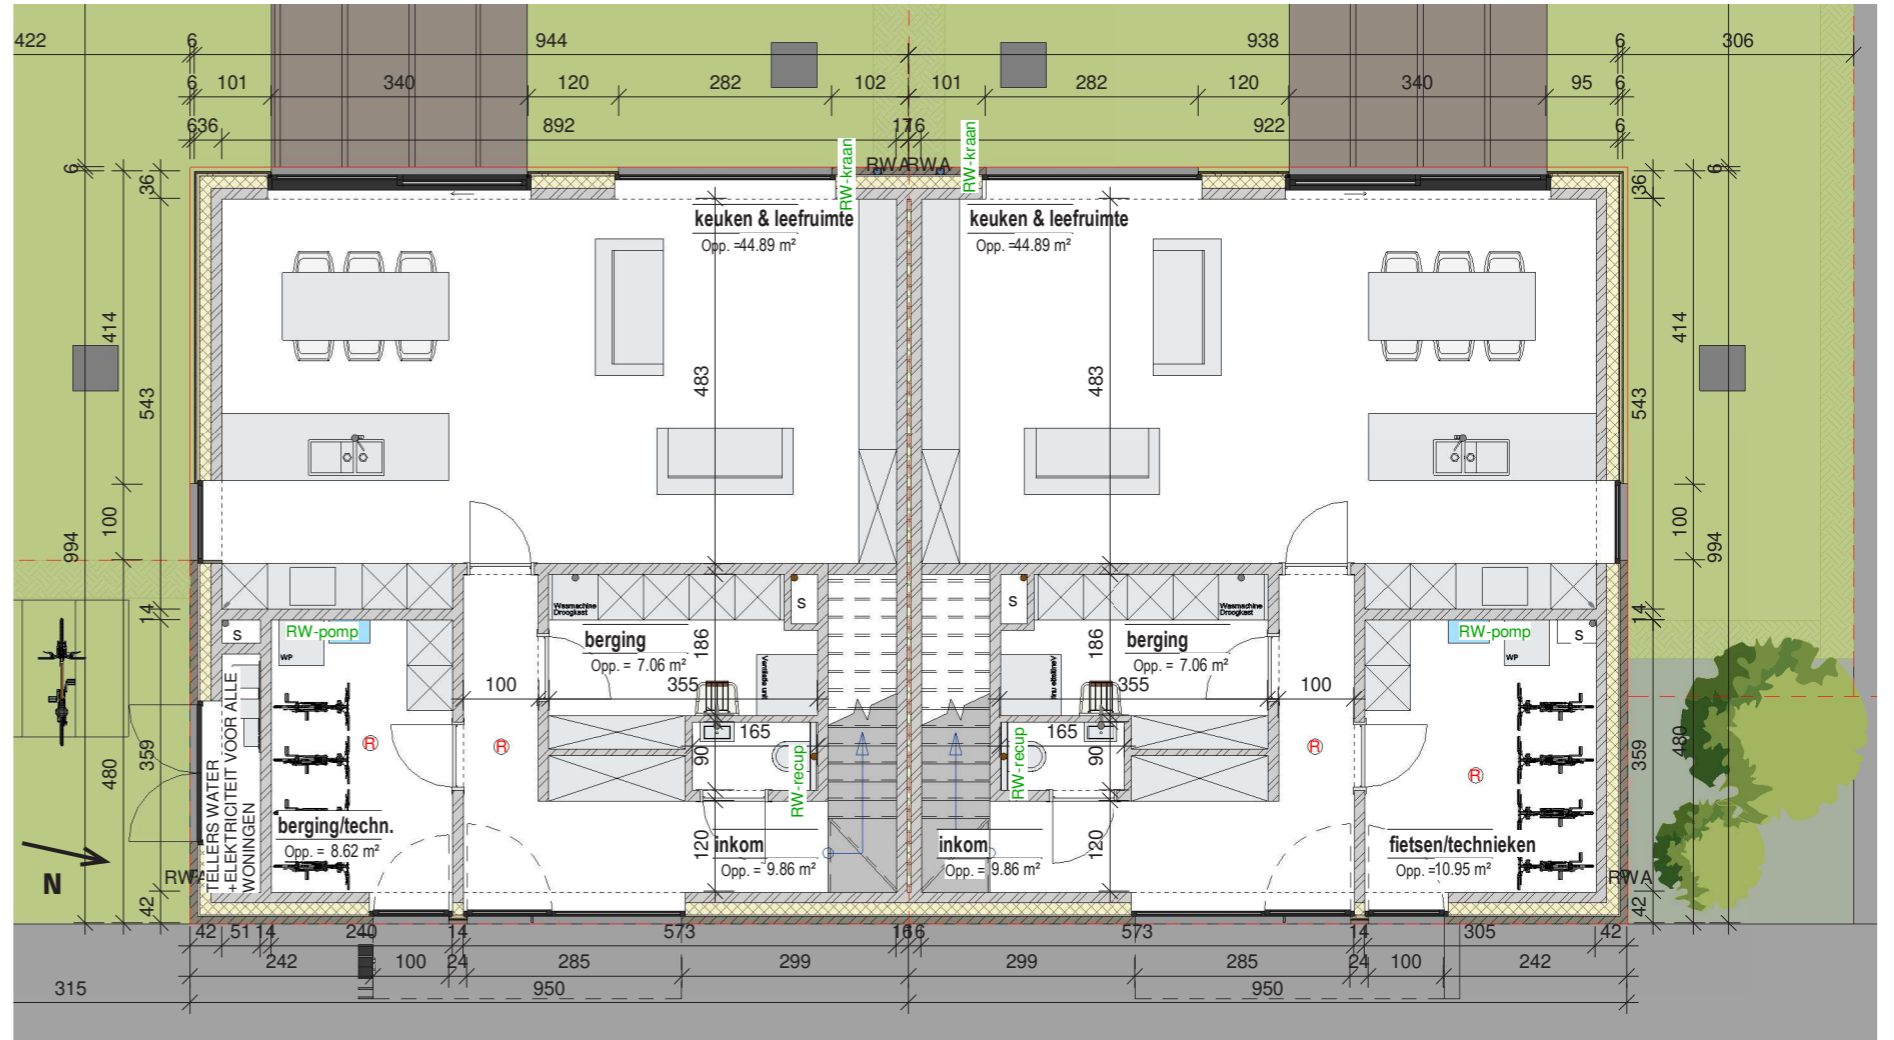 422 6 944 938 6 306
6 101 340 120 282 102 101 282 120 340 95 6
636 892 176 922 6
RW-kraan RWA RWA RW-kraan
6 36 36 6
keuken & leefruimte keuken & leefruimte
Opp. =44.89 m² Opp. =44.89 m²
414 543 483 483 543 414
100 994 100 994
14 S RW-pomp WP
Wasmachine
Droogkast
S S
Wasmachine
Droogkast
RW-pomp WP S 14
berging berging
Opp. = 7.06 m² Opp. = 7.06 m²
186 186
100 355 355 100
165 165
90 90
RW-recup RW-recup
R R R R
TELLERS WATER
+ELEKTRICITEIT VOOR ALLE
WONINGEN
480 359 359 480
berging/techn.
Opp. = 8.62 m²
120 inkom inkom 120
Opp. = 9.86 m² Opp. = 9.86 m²
fietsen/technieken
Opp. =10.95 m²
N
RWA RWA
42 42
42 51 14 240 14 573 166 573 14 305 42
242 100 24 285 299 299 285 24 100 242
315 950 950